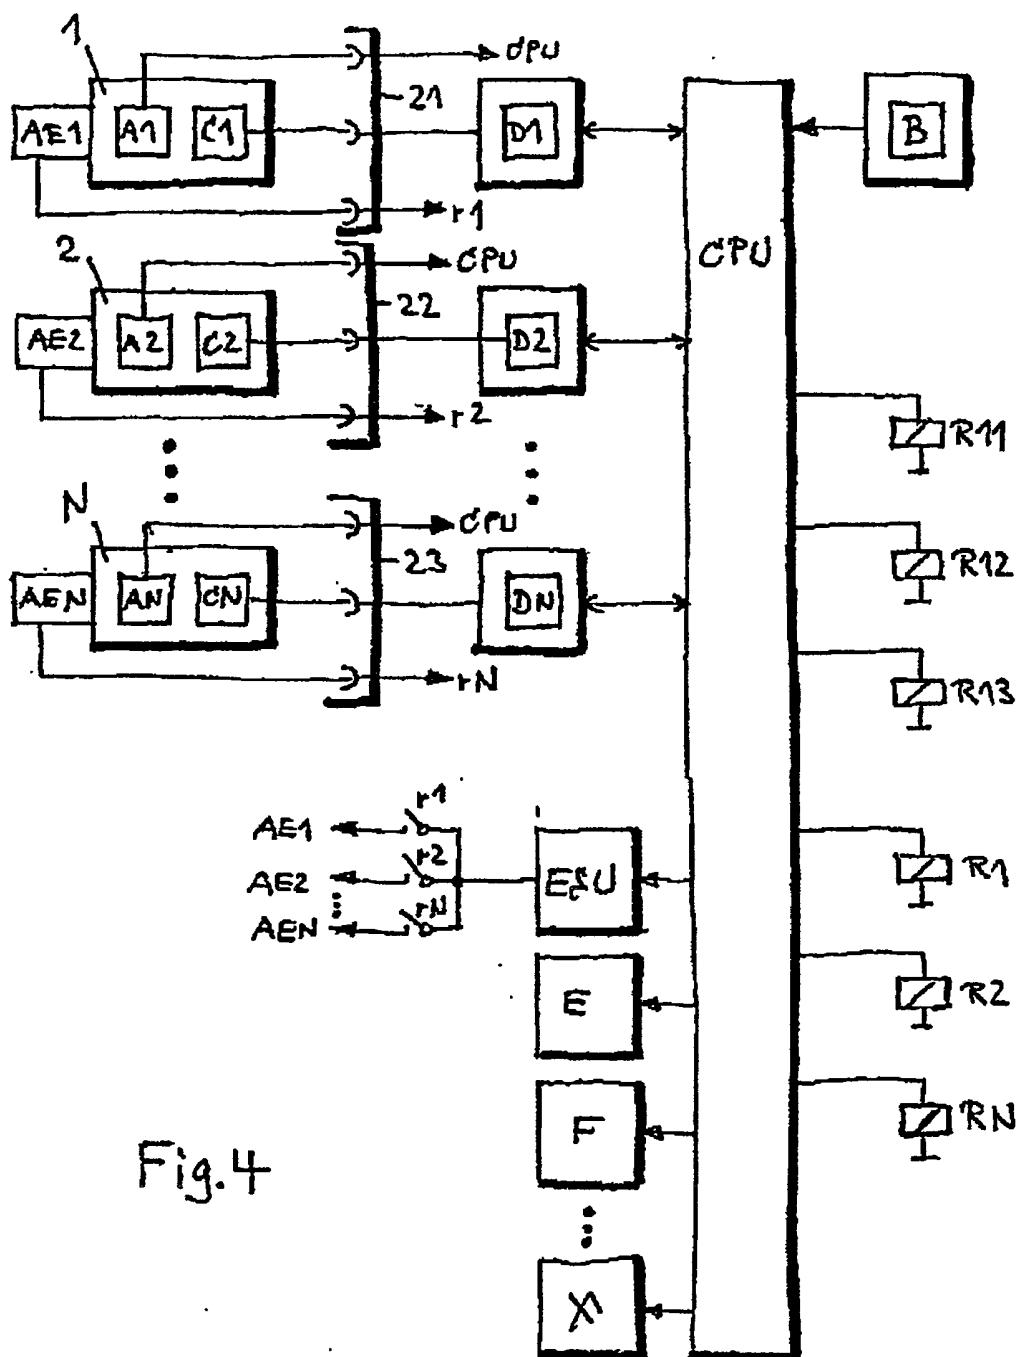 1
CPU
AE1 A1 C1
21
D1
B
r1
CPU
2
CPU
AE2 A2 C2
22
D2
r2
R11
N
CPU
AEN AN CN
23
DN
R12
rN
R13
AE1 r1
AE2 r2
AEN rN
R1
E
R2
F
RN
Fig.4